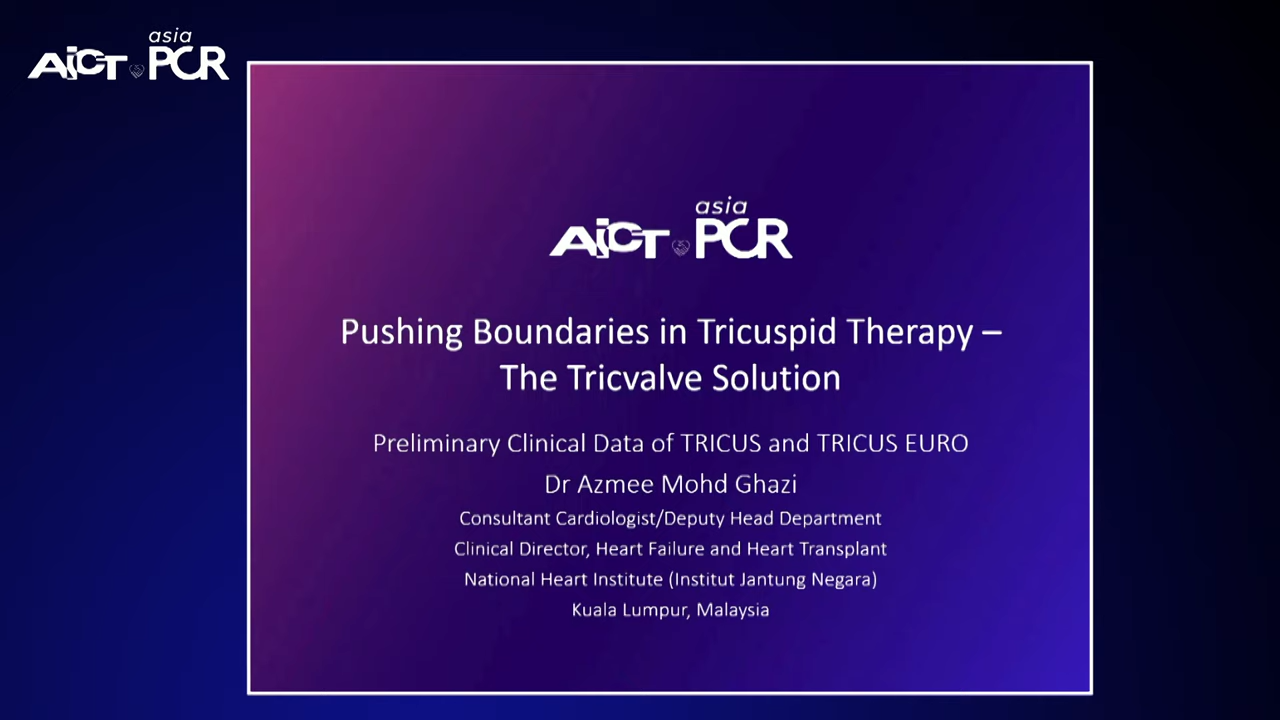 asia
AICT PCR
asia
AICT PCR
Pushing Boundaries in Tricuspid Therapy –
The Tricvalve Solution
Preliminary Clinical Data of TRICUS and TRICUS EURO
Dr Azmee Mohd Ghazi
Consultant Cardiologist/Deputy Head Department
Clinical Director, Heart Failure and Heart Transplant
National Heart Institute (Institut Jantung Negara)
Kuala Lumpur, Malaysia